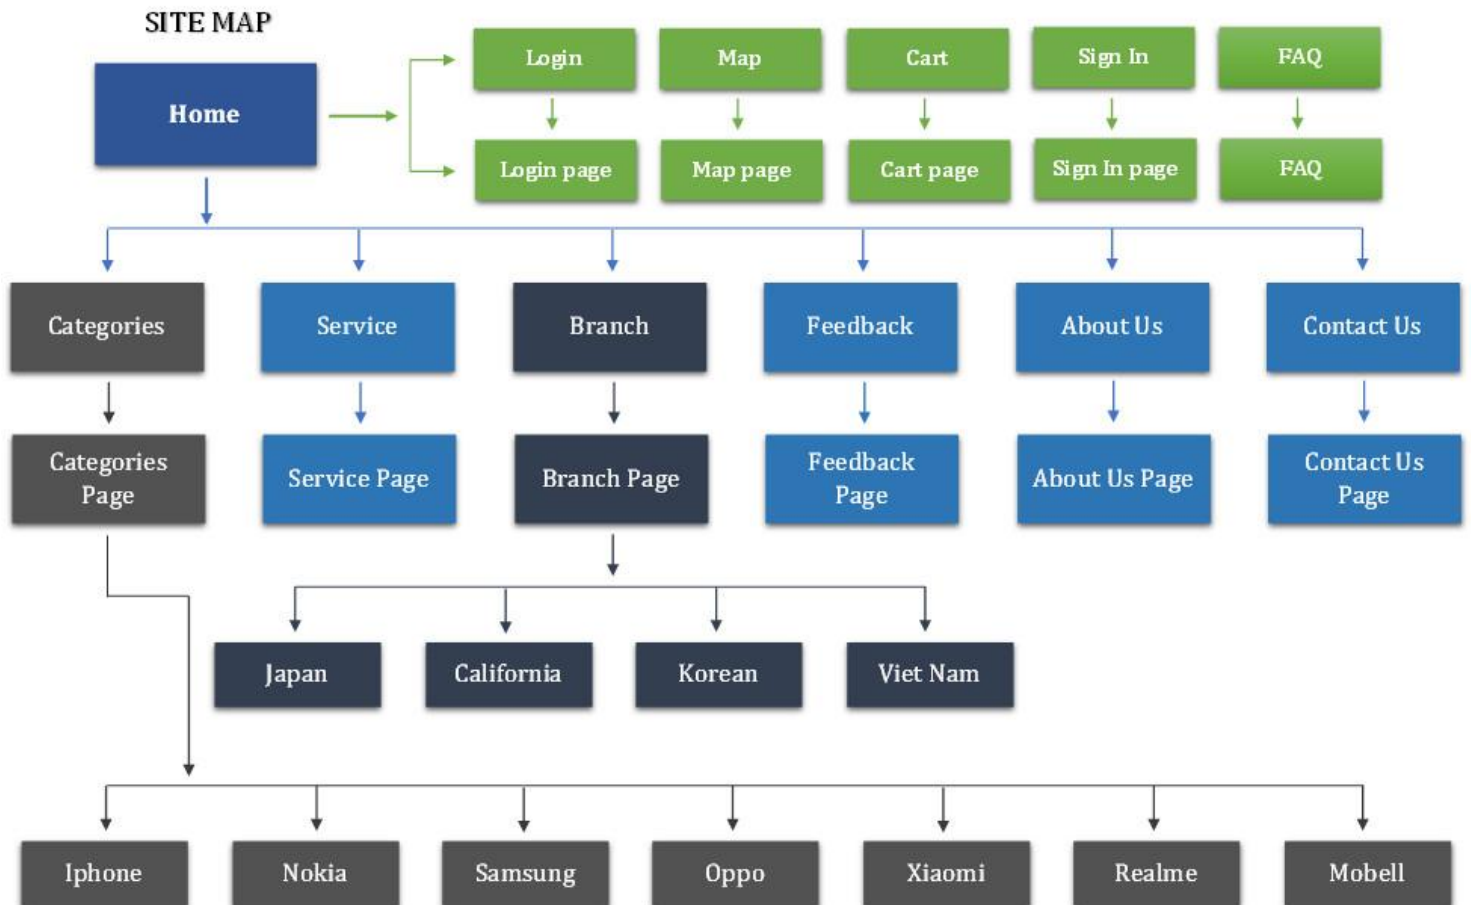 SITE MAP
Home
Login
Map
Cart
Sign In
FAQ
Login page
Map page
Cart page
Sign In page
FAQ
Categories
Service
Branch
Feedback
About Us
Contact Us
Categories
Page
Service Page
Branch Page
Feedback
Page
About Us Page
Contact Us
Page
Japan
California
Korean
Viet Nam
Iphone
Nokia
Samsung
Oppo
Xiaomi
Realme
Mobell